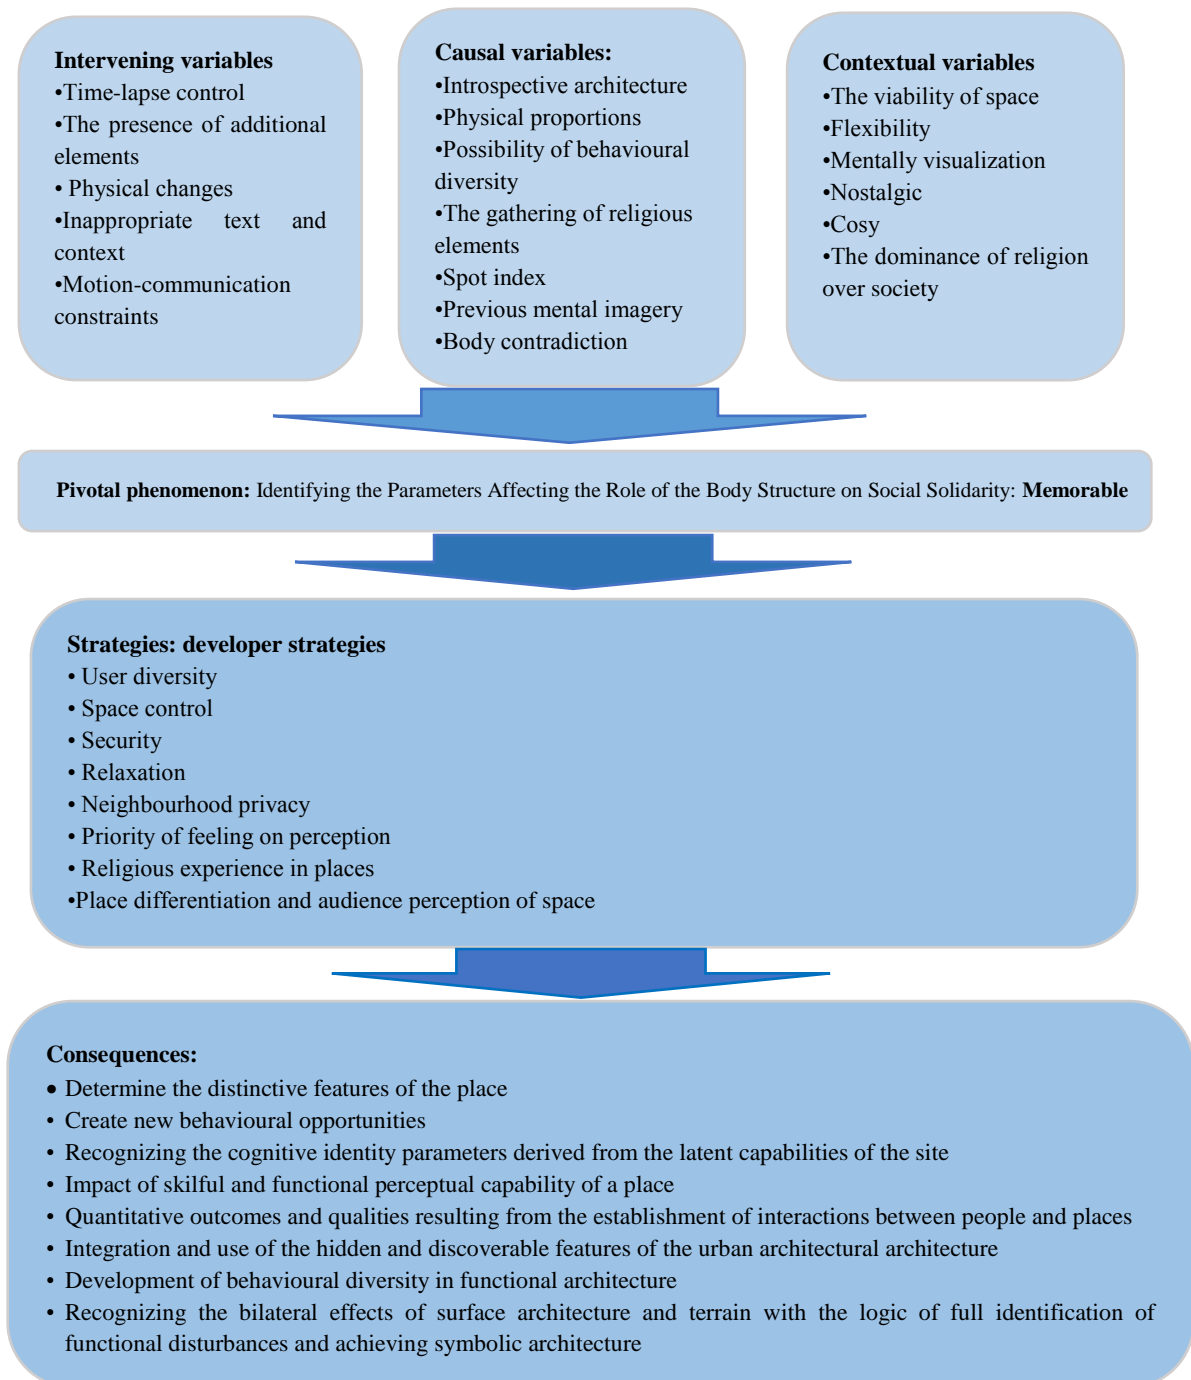 Intervening variables
•Time-lapse control
•The presence of additional
elements
• Physical changes
•Inappropriate text and
context
•Motion-communication
constraints
Causal variables:
•Introspective architecture
•Physical proportions
•Possibility of behavioural
diversity
•The gathering of religious
elements
•Spot index
•Previous mental imagery
•Body contradiction
Contextual variables
•The viability of space
•Flexibility
•Mentally visualization
•Nostalgic
•Cosy
•The dominance of religion
over society
Pivotal phenomenon: Identifying the Parameters Affecting the Role of the Body Structure on Social Solidarity: Memorable
Strategies: developer strategies
• User diversity
• Space control
• Security
• Relaxation
• Neighbourhood privacy
• Priority of feeling on perception
• Religious experience in places
•Place differentiation and audience perception of space
Consequences:
• Determine the distinctive features of the place
• Create new behavioural opportunities
• Recognizing the cognitive identity parameters derived from the latent capabilities of the site
• Impact of skilful and functional perceptual capability of a place
• Quantitative outcomes and qualities resulting from the establishment of interactions between people and places
• Integration and use of the hidden and discoverable features of the urban architectural architecture
• Development of behavioural diversity in functional architecture
• Recognizing the bilateral effects of surface architecture and terrain with the logic of full identification of
functional disturbances and achieving symbolic architecture